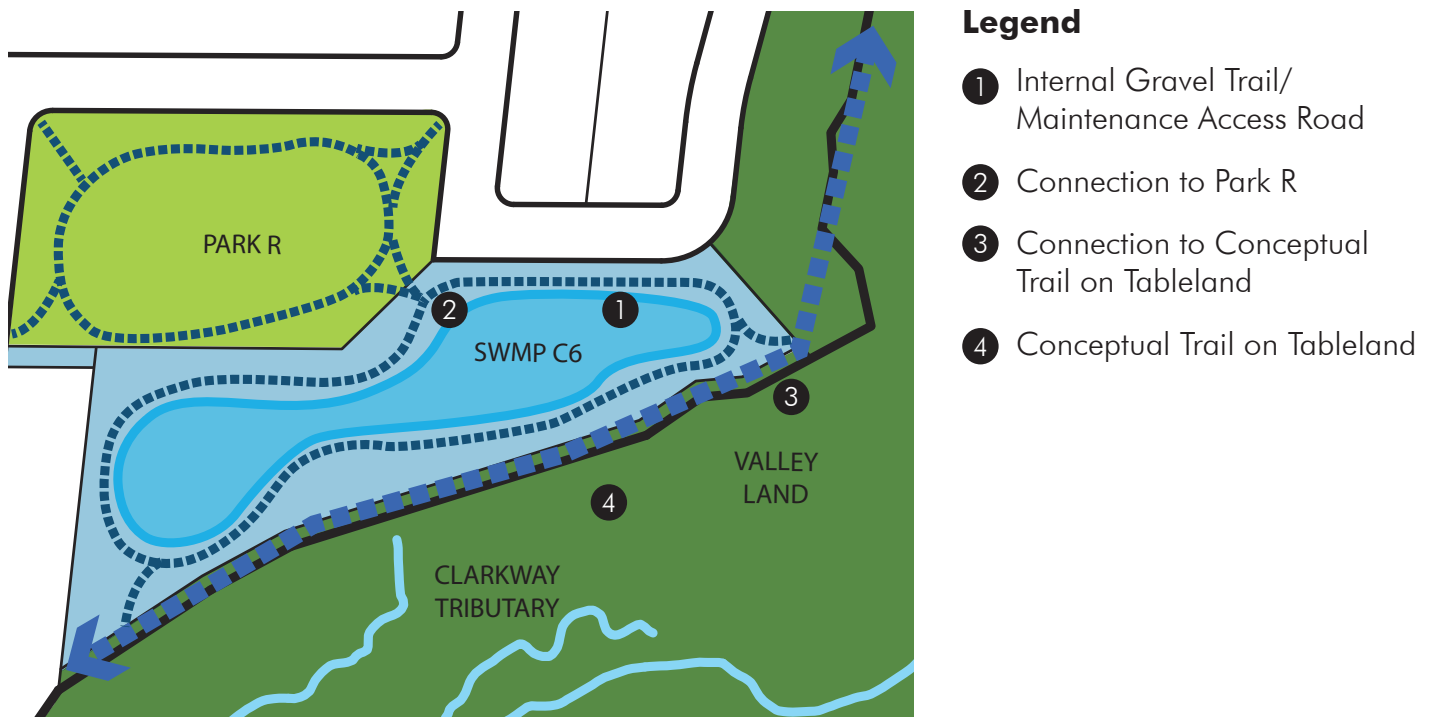 PARK R
2
1
SWMP C6
3
VALLEY
LAND
4
CLARKWAY
TRIBUTARY
Legend
1 Internal Gravel Trail/
Maintenance Access Road
2 Connection to Park R
3 Connection to Conceptual
Trail on Tableland
4 Conceptual Trail on Tableland